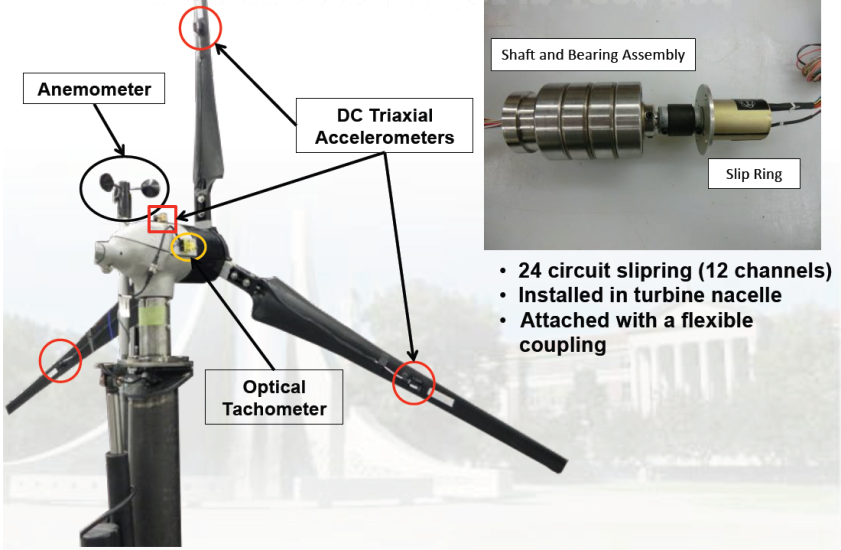 Anemometer
DC Triaxial
Accelerometers
Optical
Tachometer
Shaft and Bearing Assembly
Slip Ring
• 24 circuit slipring (12 channels)
• Installed in turbine nacelle
• Attached with a flexible
coupling